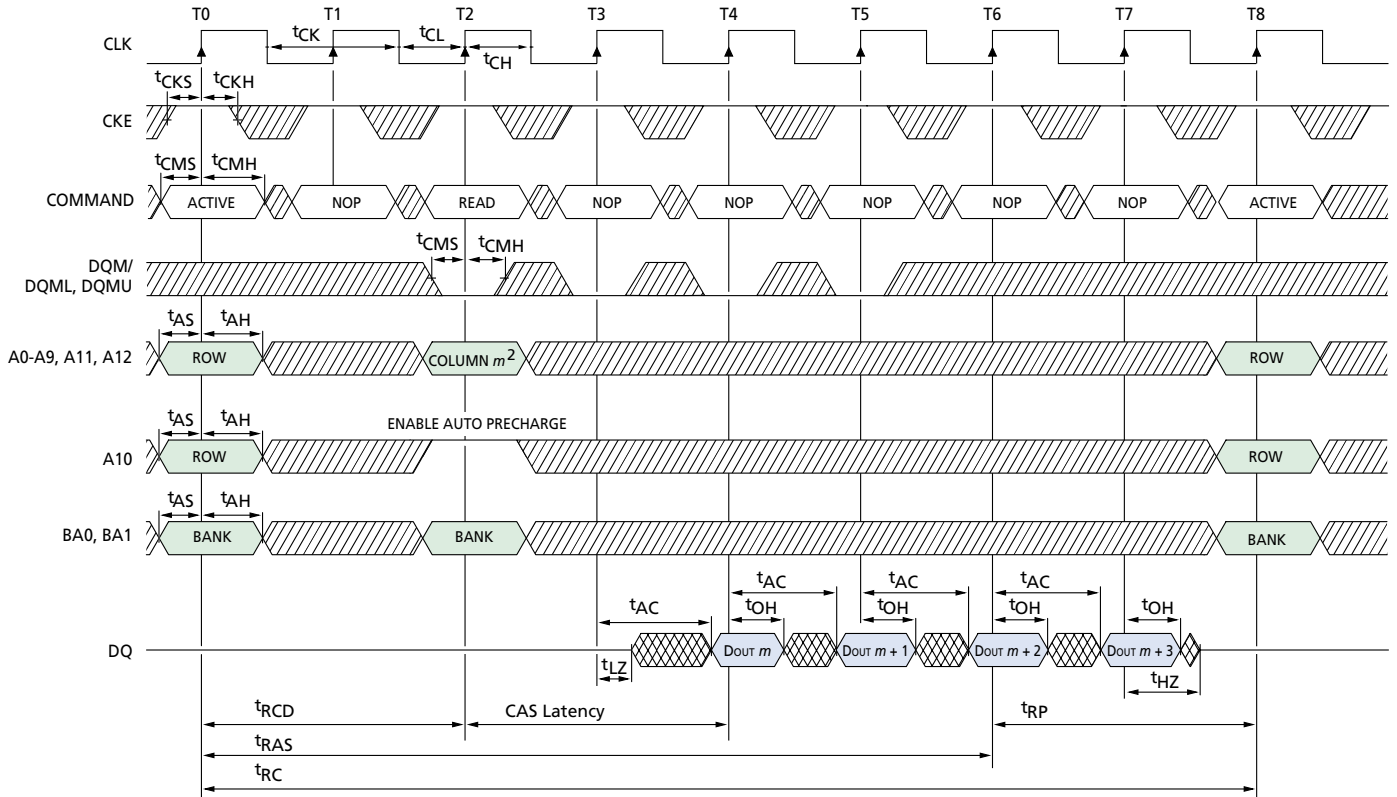 T0 T1 T2 T3 T4 T5 T6 T7 T8
CLK tCK tCL tCH
tCKS tCKH
CKE
tCMS tCMH
COMMAND ACTIVE NOP READ NOP NOP NOP NOP NOP ACTIVE
tCMS tCMH
DQM/
DQML, DQMU
tAS tAH
A0-A9, A11, A12 ROW COLUMN m2 ROW
ENABLE AUTO PRECHARGE
tAS tAH
A10 ROW ROW
tAS tAH
BA0, BA1 BANK BANK BANK
tAC tAC tAC tAC
tOH tOH tOH tOH
DQ DOUT m DOUT m + 1 DOUT m + 2 DOUT m + 3
tLZ tHZ
tRCD CAS Latency tRP
tRAS
tRC